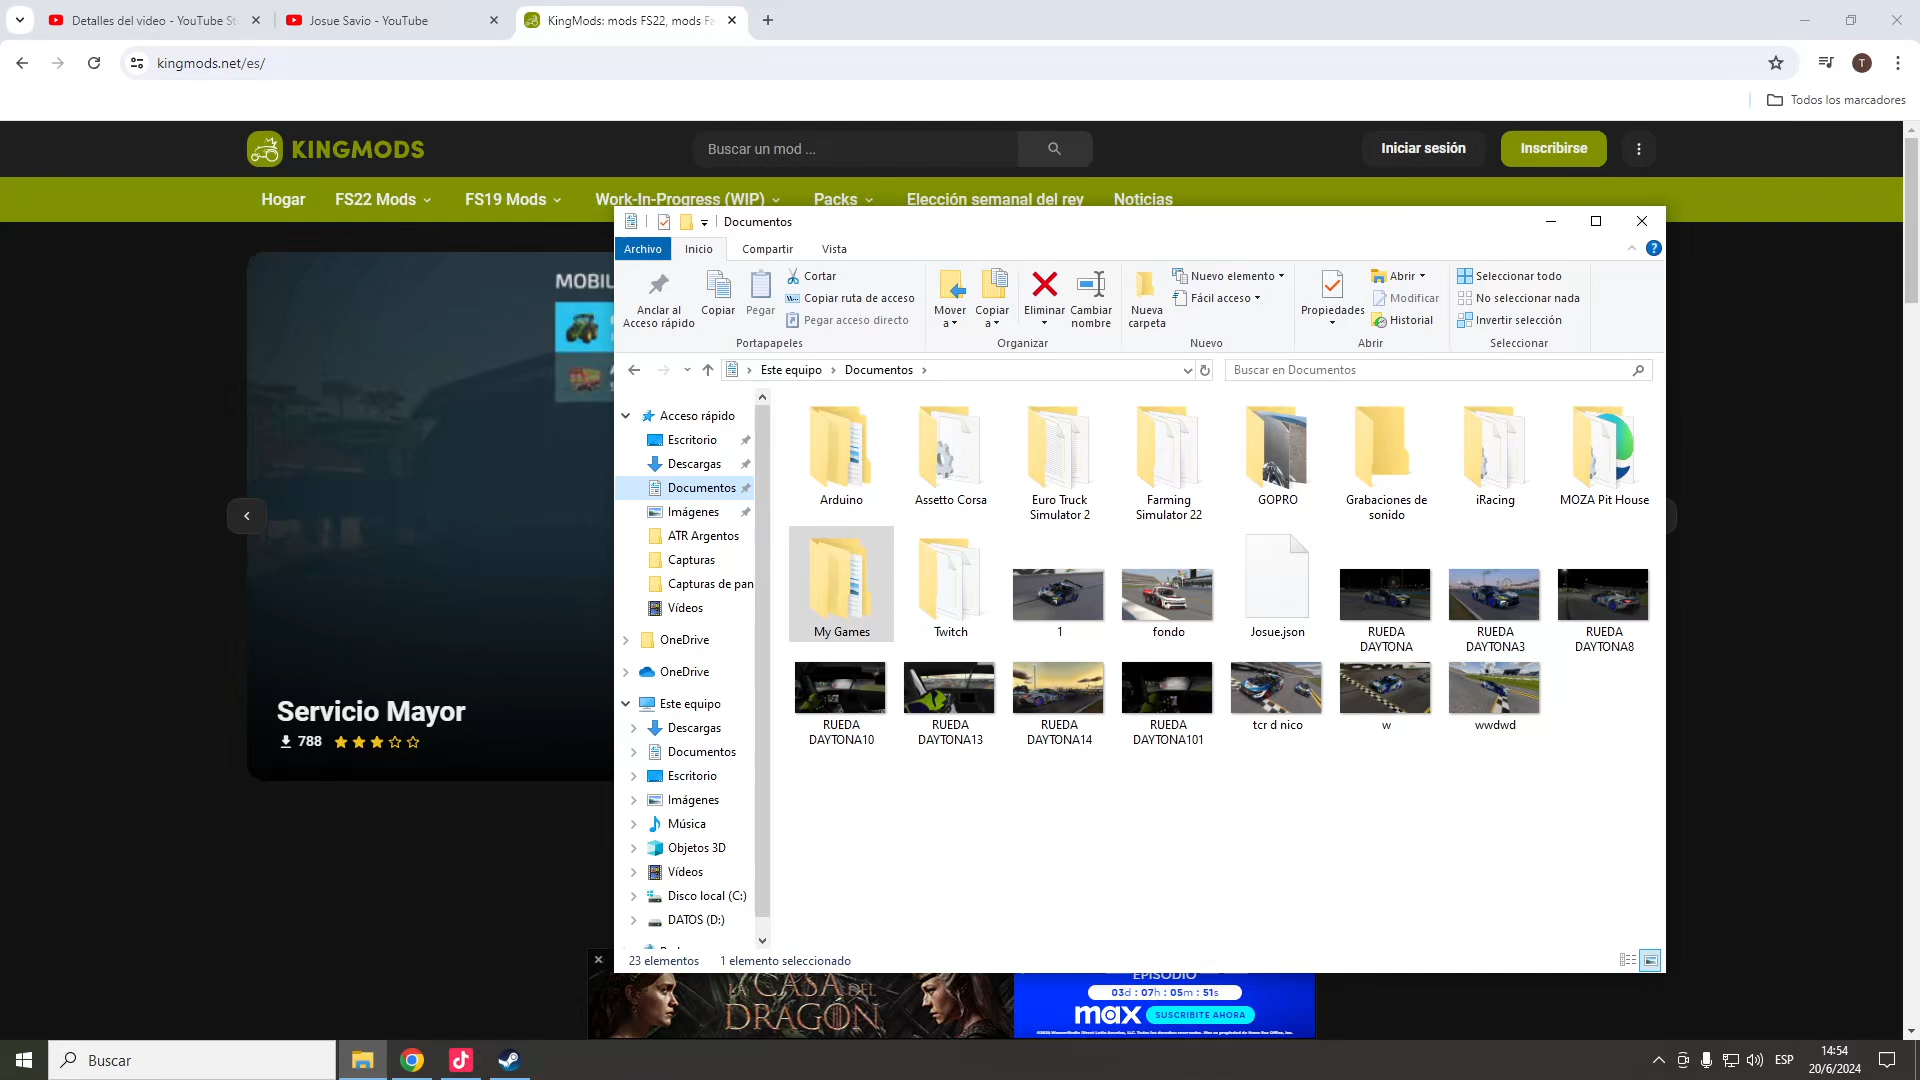 Detalles del video - YouTube St
Josue Savio - YouTube
KingMods: mods FS22, mods Fa
kingmods.net/es/
T
Todos los marcadores
KINGMODS
Buscar un mod ...
Iniciar sesión
Inscribirse
Hogar
FS22 Mods
FS19 Mods
Work-In-Progress (WIP)
Packs
Elección semanal del rey
Noticias
MOBIL
Servicio Mayor
788
Documentos
Archivo
Inicio
Compartir
Vista
Anclar al
Acceso rápido
Copiar
Pegar
Cortar
Copiar ruta de acceso
Pegar acceso directo
Portapapeles
Mover
a
Copiar
a
Eliminar
Cambiar
nombre
Organizar
Nueva
carpeta
Nuevo elemento
Fácil acceso
Nuevo
Propiedades
Abrir
Modificar
Historial
Abrir
Seleccionar todo
No seleccionar nada
Invertir selección
Seleccionar
Este equipo
Documentos
Buscar en Documentos
Acceso rápido
Escritorio
Descargas
Documentos
Imágenes
ATR Argentos
Capturas
Capturas de pan
Vídeos
OneDrive
OneDrive
Este equipo
Descargas
Documentos
Escritorio
Imágenes
Música
Objetos 3D
Vídeos
Disco local (C:)
DATOS (D:)
Arduino
Assetto Corsa
Euro Truck
Simulator 2
Farming
Simulator 22
GOPRO
Grabaciones de
sonido
iRacing
MOZA Pit House
My Games
Twitch
1
fondo
Josue.json
RUEDA
DAYTONA
RUEDA
DAYTONA3
RUEDA
DAYTONA8
RUEDA
DAYTONA10
RUEDA
DAYTONA13
RUEDA
DAYTONA14
RUEDA
DAYTONA101
tcr d nico
w
wwdwd
23 elementos
1 elemento seleccionado
LA CASA DEL
DRAGÓN
EPISODIO
03d : 07h : 05m : 51s
max
SUSCRIBITE AHORA
Buscar
ESP
14:54
20/6/2024